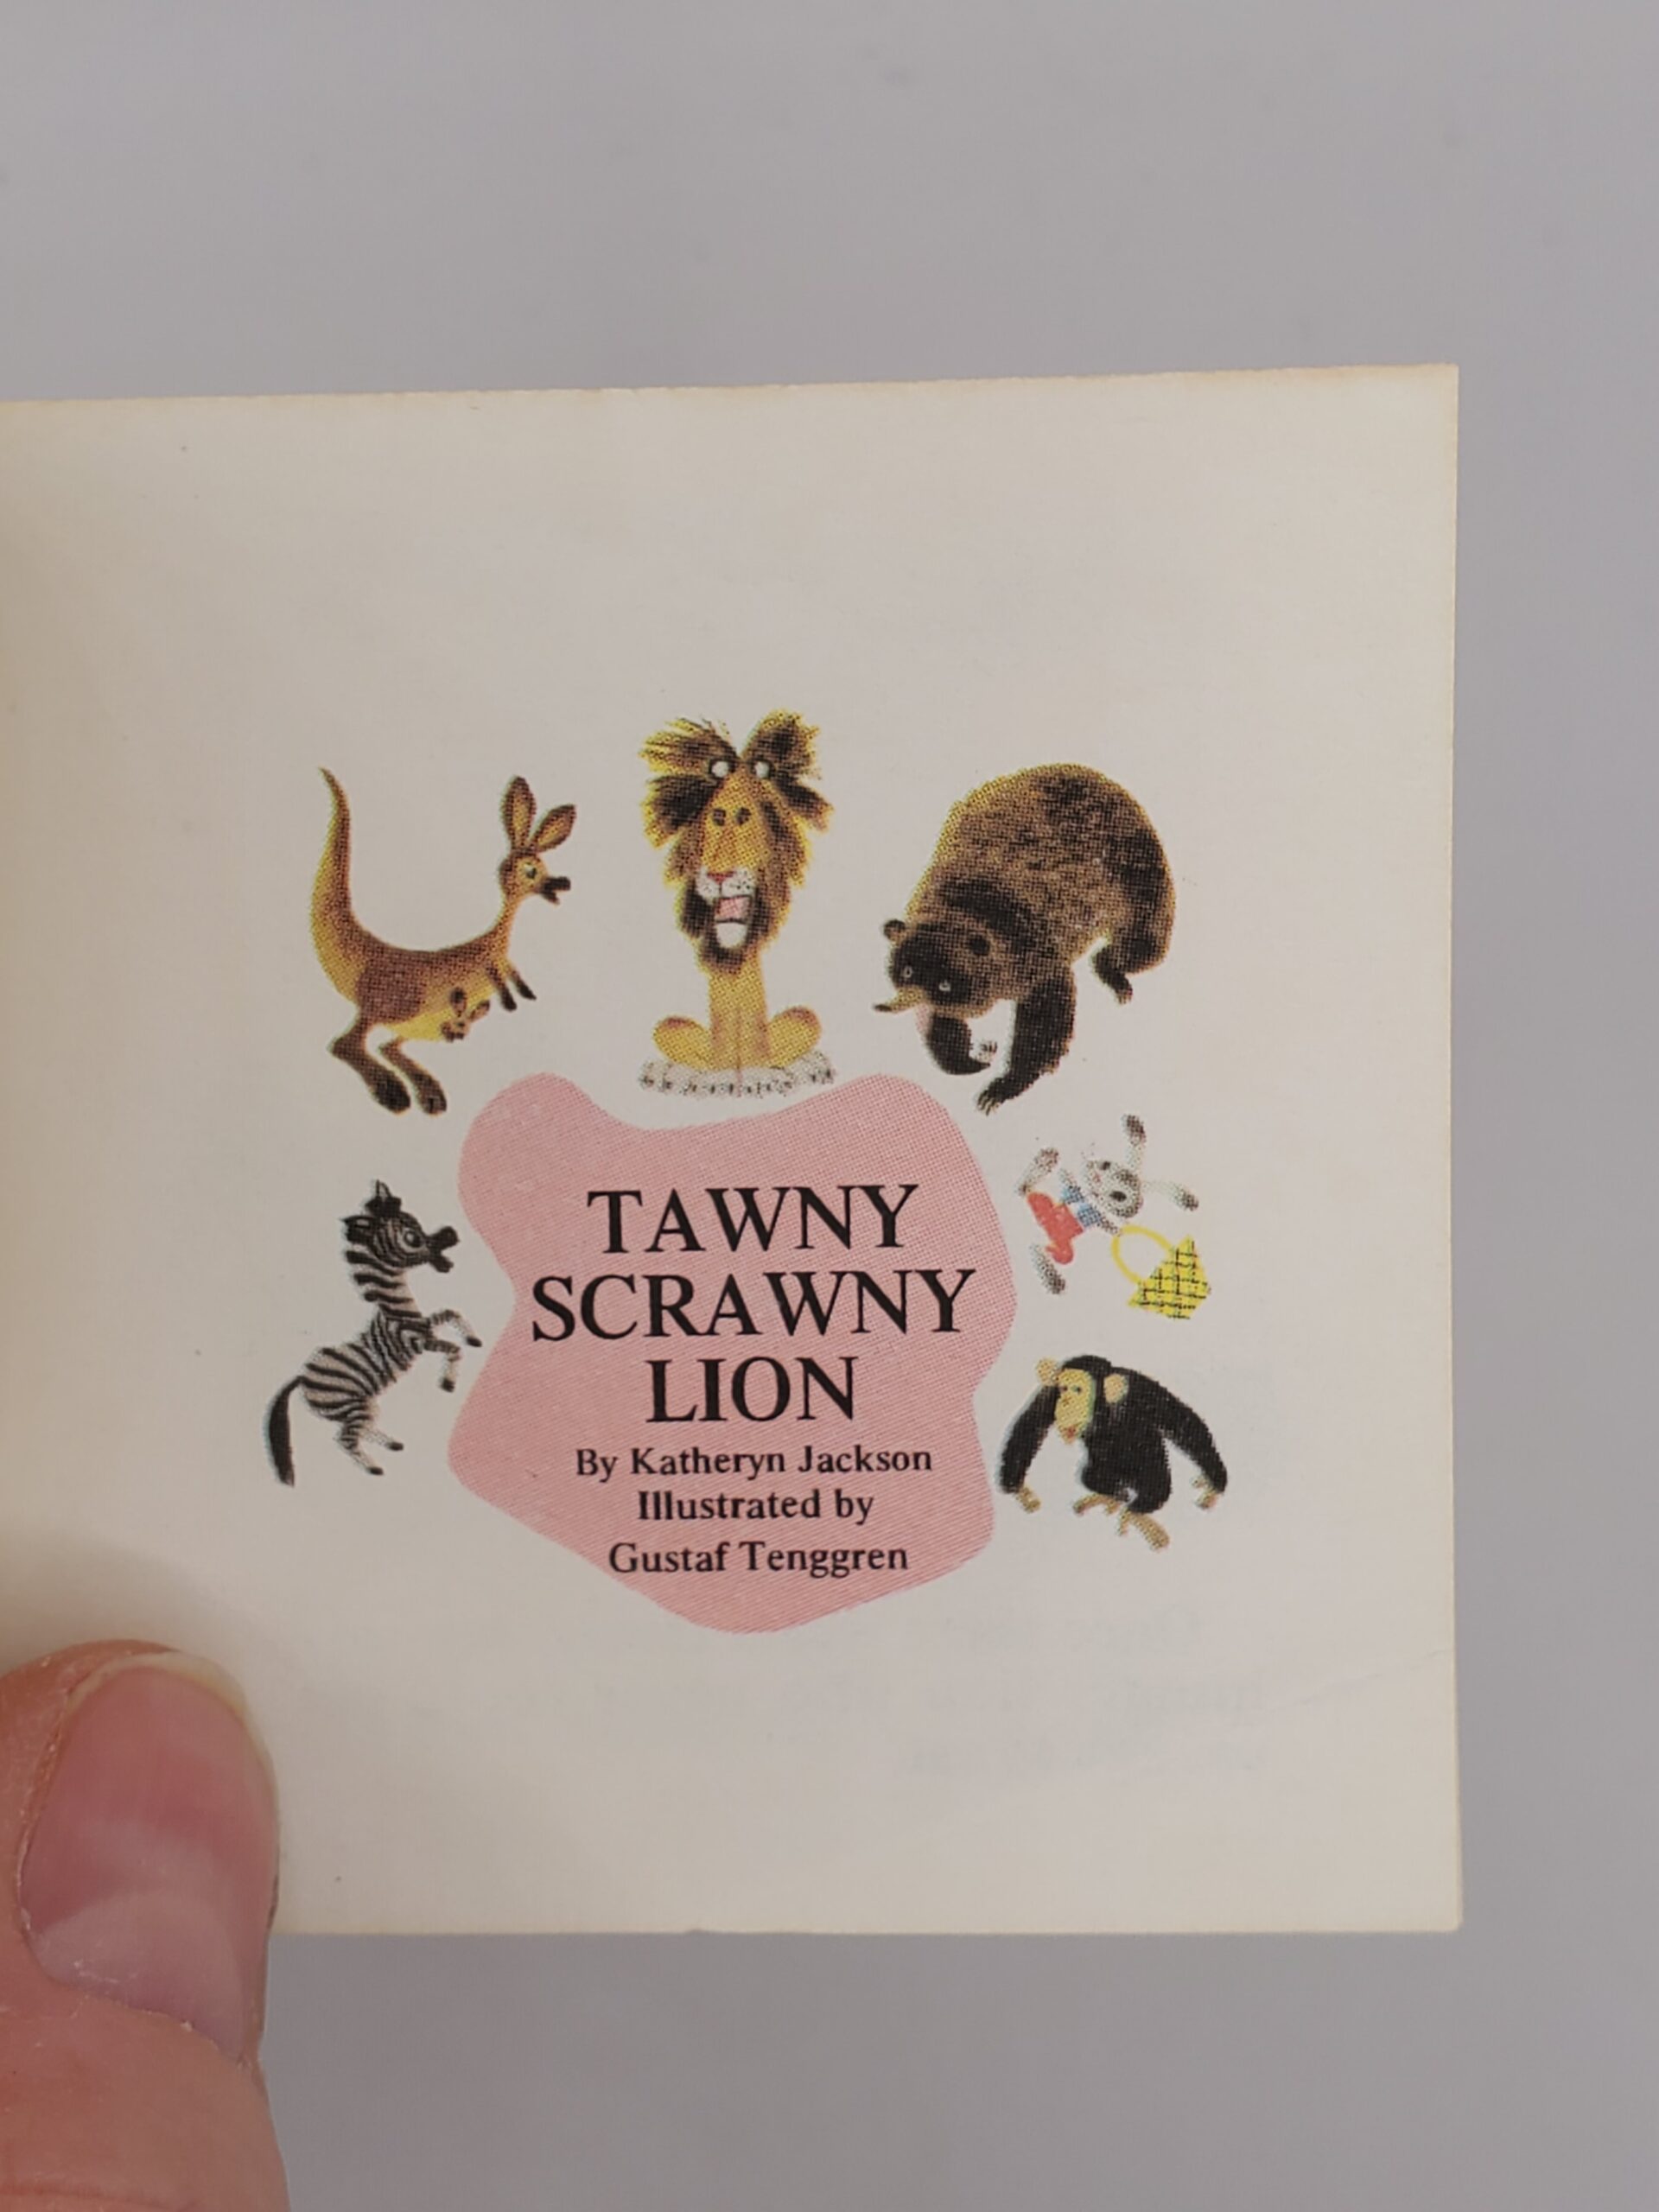 TAWNY
SCRAWNY
LION
By Katheryn Jackson
Illustrated by
Gustaf Tenggren